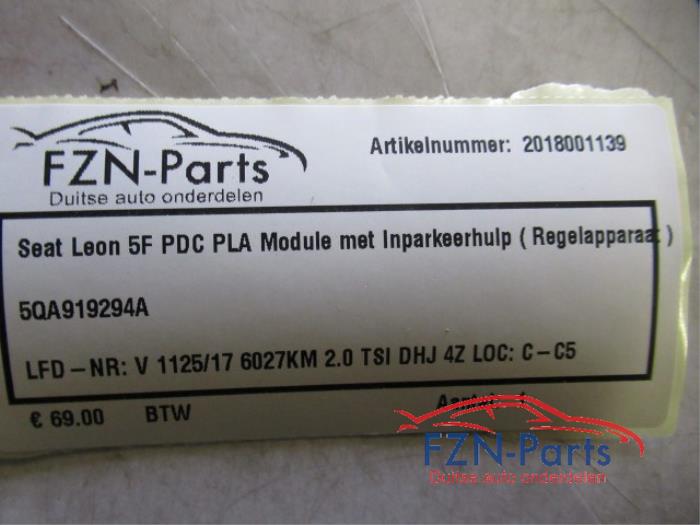 FZN-Parts
Duitse auto onderdelen
Artikelnummer: 2018001139
Seat Leon 5F PDC PLA Module met Inparkeerhulp ( Regelapparaat )
5QA919294A
LFD-NR: V 1125/17 6027KM 2.0 TSI DHJ 4Z LOC: C-C5
€ 69.00 BTW
FZN-Parts
Duitse auto onderdelen